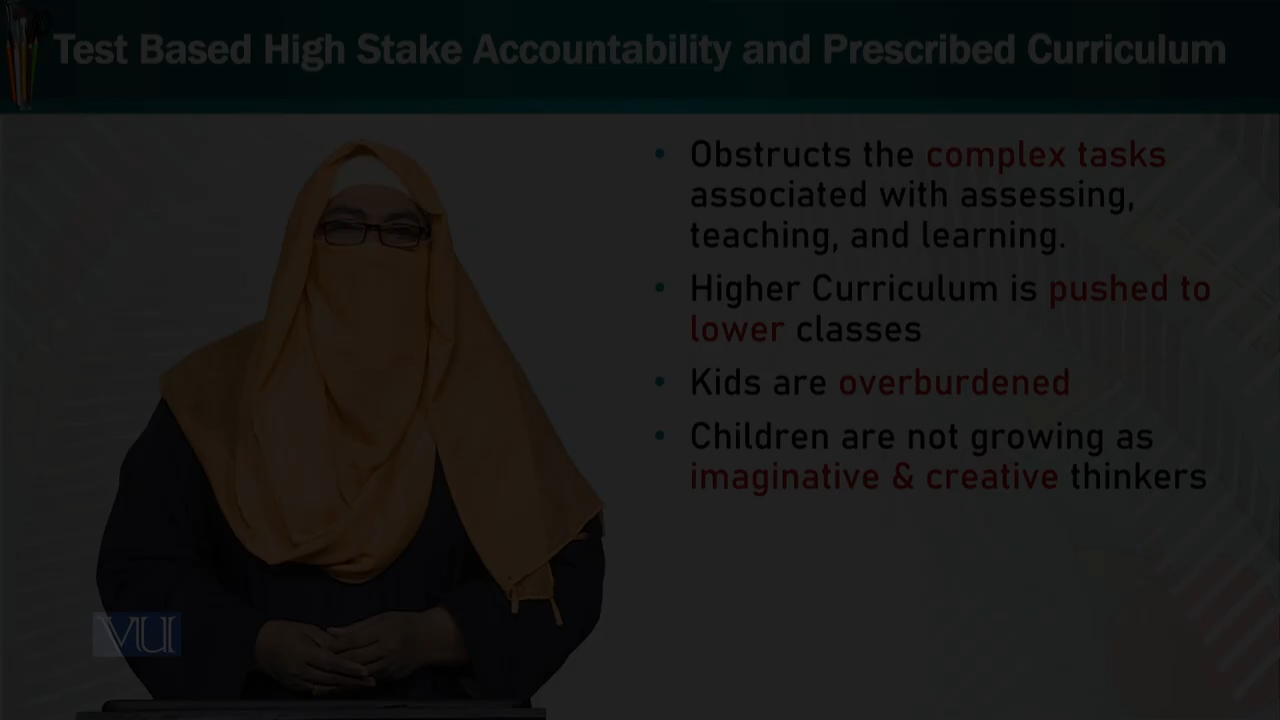 Test Based High Stake Accountability and Prescribed Curriculum
• Obstructs the complex tasks
associated with assessing,
teaching, and learning.
• Higher Curriculum is pushed to
lower classes
• Kids are overburdened
• Children are not growing as
imaginative & creative thinkers
VU